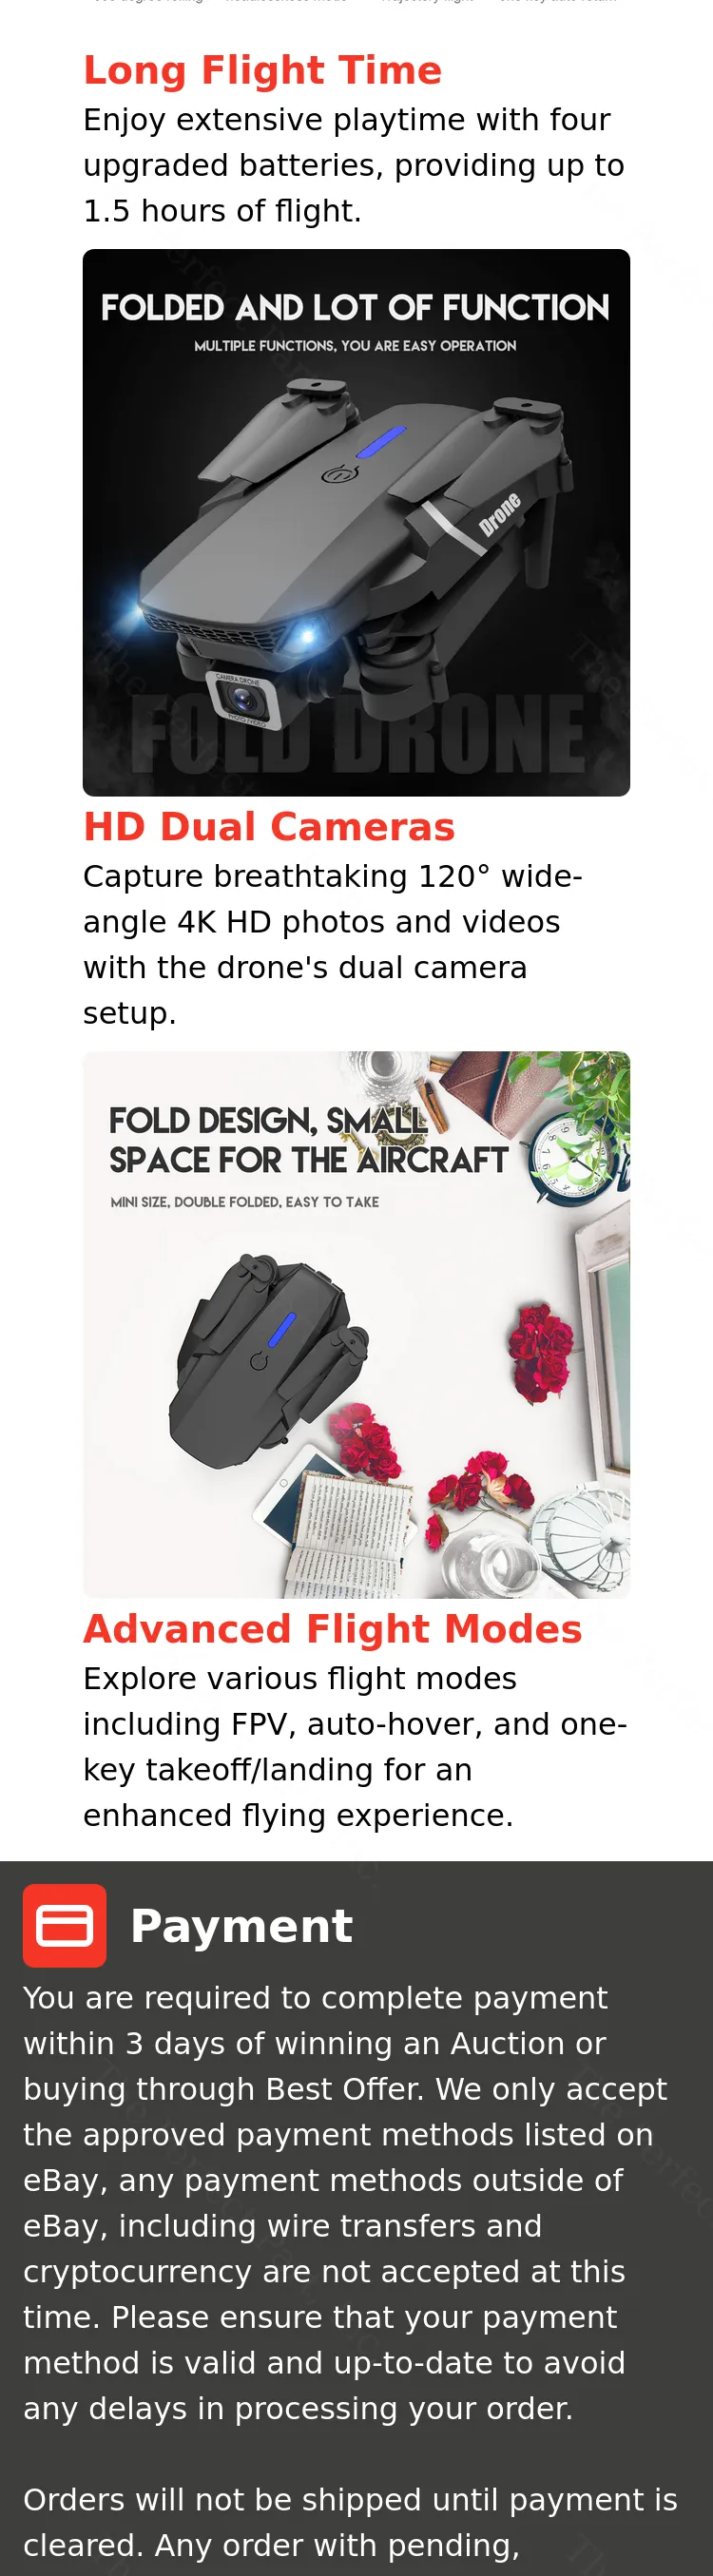 Long Flight Time
Enjoy extensive playtime with four
upgraded batteries, providing up to
1.5 hours of flight.
FOLDED AND LOT OF FUNCTION
MULTIPLE FUNCTIONS, YOU ARE EASY OPERATION
Drone
CAMERA DRONE
PHOTO / VIDEO
FOLD DRONE
HD Dual Cameras
Capture breathtaking 120° wide-
angle 4K HD photos and videos
with the drone's dual camera
setup.
FOLD DESIGN, SMALL
SPACE FOR THE AIRCRAFT
MINI SIZE, DOUBLE FOLDED, EASY TO TAKE
Advanced Flight Modes
Explore various flight modes
including FPV, auto-hover, and one-
key takeoff/landing for an
enhanced flying experience.
Payment
You are required to complete payment
within 3 days of winning an Auction or
buying through Best Offer. We only accept
the approved payment methods listed on
eBay, any payment methods outside of
eBay, including wire transfers and
cryptocurrency are not accepted at this
time. Please ensure that your payment
method is valid and up-to-date to avoid
any delays in processing your order.
Orders will not be shipped until payment is
cleared. Any order with pending,